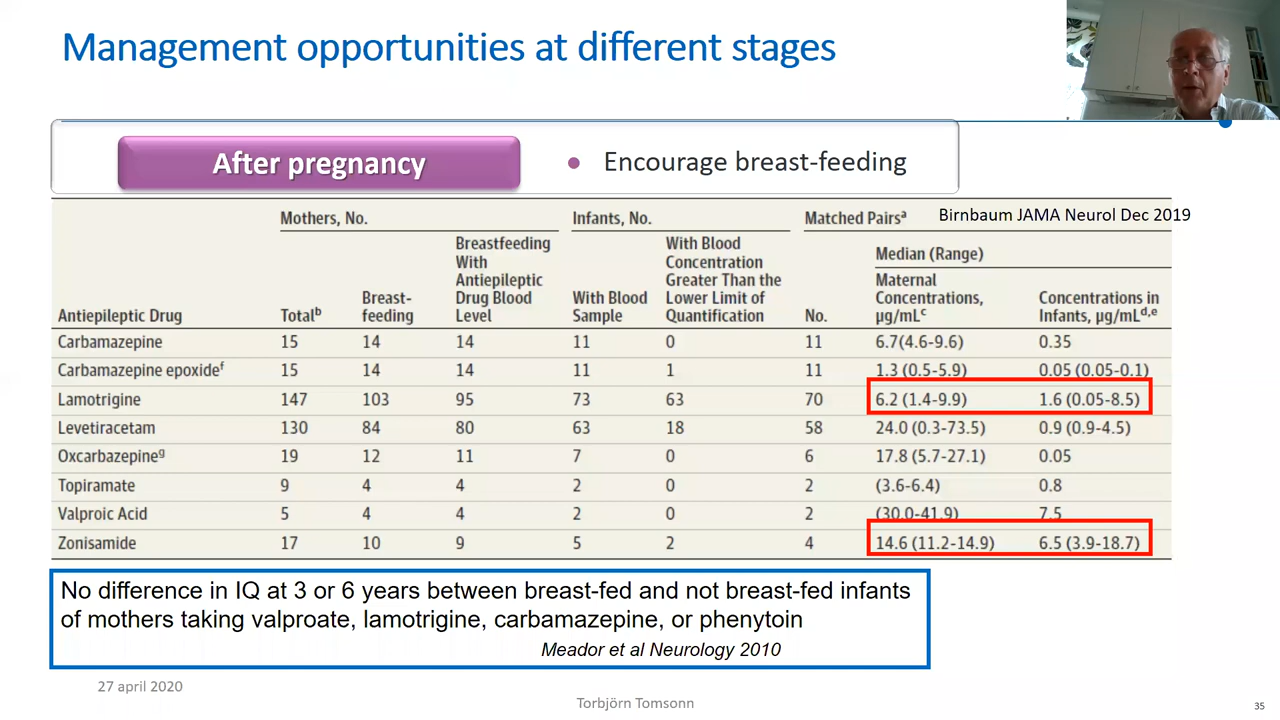 Management opportunities at different stages
After pregnancy
• Encourage breast-feeding
Birnbaum JAMA Neurol Dec 2019
Mothers, No. Infants, No. Matched Pairsᵃ
Median (Range)
Antiepileptic Drug Totalᵇ Breast-feeding Breastfeeding With Antiepileptic Drug Blood Level With Blood Sample With Blood Concentration Greater Than the Lower Limit of Quantification No. Maternal Concentrations, µg/mLᶜ Concentrations in Infants, µg/mLᵈ,ᵉ
Carbamazepine 15 14 14 11 0 11 6.7(4.6-9.6) 0.35
Carbamazepine epoxideᶠ 15 14 14 11 1 11 1.3 (0.5-5.9) 0.05 (0.05-0.1)
Lamotrigine 147 103 95 73 63 70 6.2 (1.4-9.9) 1.6 (0.05-8.5)
Levetiracetam 130 84 80 63 18 58 24.0 (0.3-73.5) 0.9 (0.9-4.5)
Oxcarbazepineᵍ 19 12 11 7 0 6 17.8 (5.7-27.1) 0.05
Topiramate 9 4 4 2 0 2 (3.6-6.4) 0.8
Valproic Acid 5 4 4 2 0 2 (30.0-41.9) 7.5
Zonisamide 17 10 9 5 2 4 14.6 (11.2-14.9) 6.5 (3.9-18.7)
No difference in IQ at 3 or 6 years between breast-fed and not breast-fed infants
of mothers taking valproate, lamotrigine, carbamazepine, or phenytoin
Meador et al Neurology 2010
27 april 2020
Torbjörn Tomsonn
35